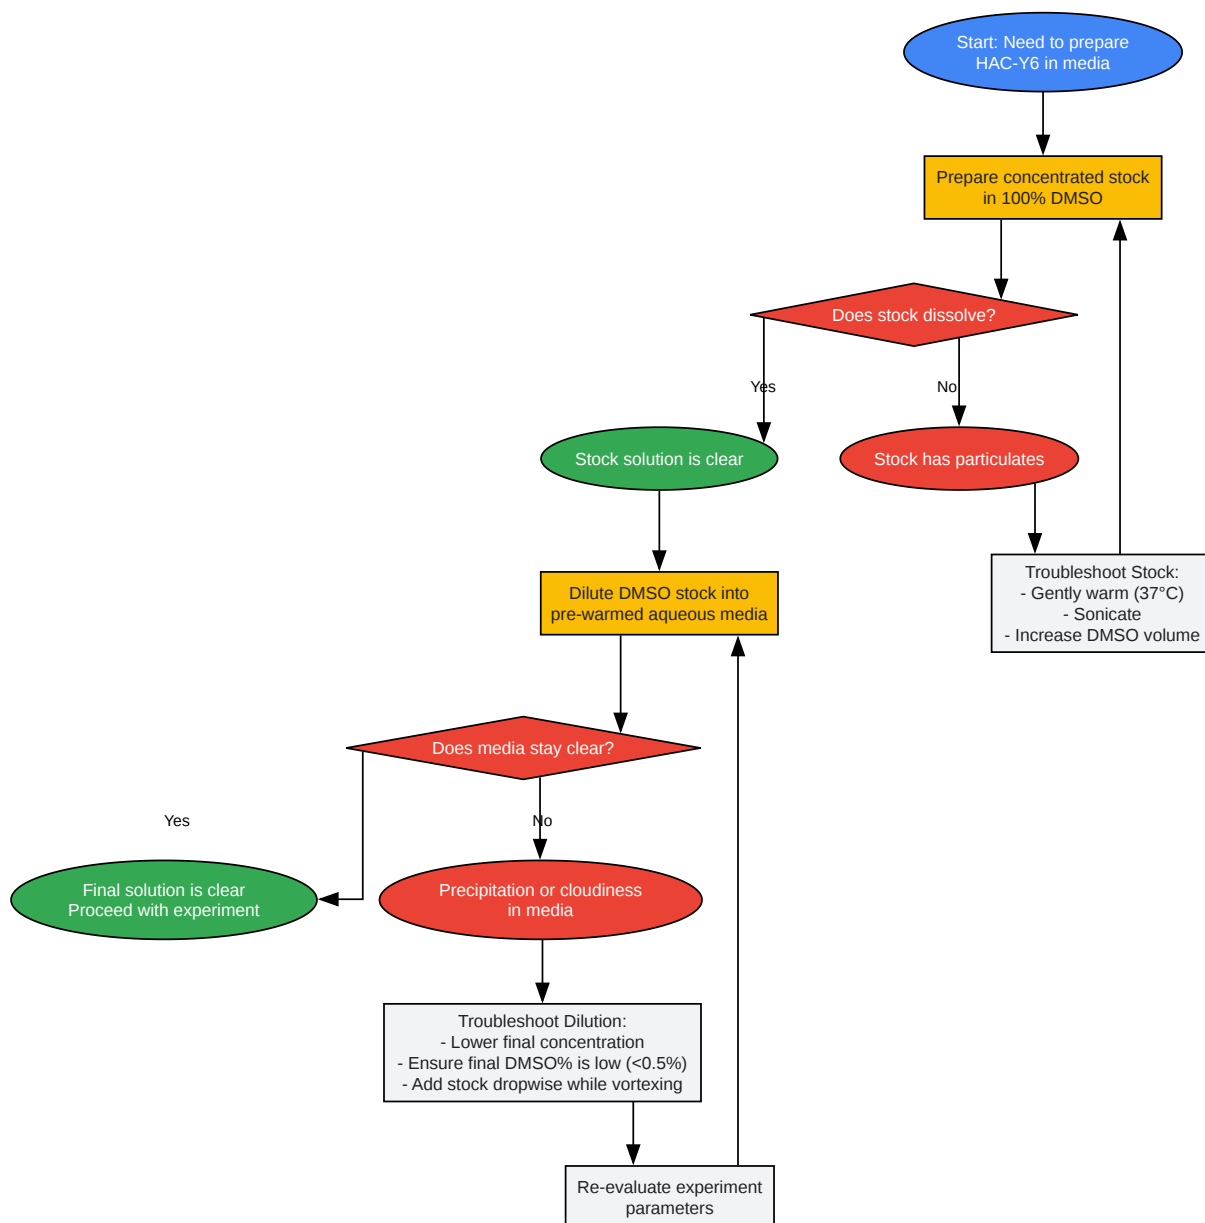 Start: Need to prepare
HAC-Y6 in media
Prepare concentrated stock
in 100% DMSO
Does stock dissolve?
Yes
No
Stock solution is clear
Stock has particulates
Dilute DMSO stock into
pre-warmed aqueous media
Troubleshoot Stock:
- Gently warm (37°C)
- Sonicate
- Increase DMSO volume
Does media stay clear?
Yes
No
Final solution is clear
Proceed with experiment
Precipitation or cloudiness
in media
Troubleshoot Dilution:
- Lower final concentration
- Ensure final DMSO% is low (<0.5%)
- Add stock dropwise while vortexing
Re-evaluate experiment
parameters